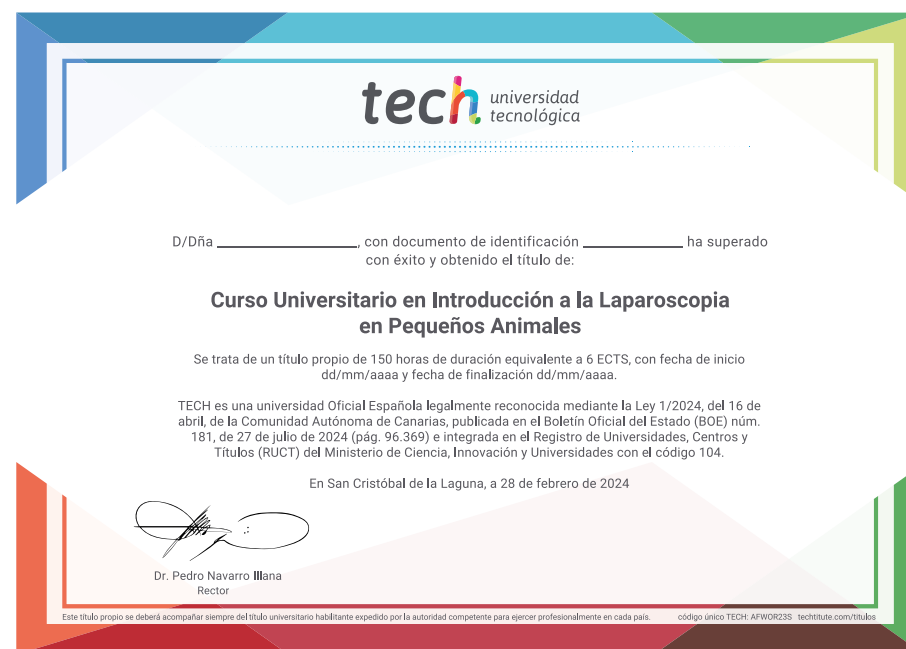 tech universidad
tecnológica
D/Dña ____________________, con documento de identificación ______________ ha superado
con éxito y obtenido el título de:
Curso Universitario en Introducción a la Laparoscopia
en Pequeños Animales
Se trata de un título propio de 150 horas de duración equivalente a 6 ECTS, con fecha de inicio
dd/mm/aaaa y fecha de finalización dd/mm/aaaa.
TECH es una universidad Oficial Española legalmente reconocida mediante la Ley 1/2024, del 16 de
abril, de la Comunidad Autónoma de Canarias, publicada en el Boletín Oficial del Estado (BOE) núm.
181, de 27 de julio de 2024 (pág. 96.369) e integrada en el Registro de Universidades, Centros y
Títulos (RUCT) del Ministerio de Ciencia, Innovación y Universidades con el código 104.
En San Cristóbal de la Laguna, a 28 de febrero de 2024
Dr. Pedro Navarro Illana
Rector
Este título propio se deberá acompañar siempre del título universitario habilitante expedido por la autoridad competente para ejercer profesionalmente en cada país. código único TECH: AFWOR23S techtitute.com/titulos